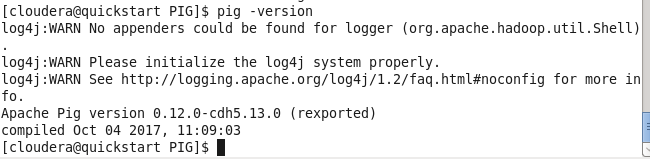 [cloudera@quickstart PIG]$ pig -version
log4j:WARN No appenders could be found for logger (org.apache.hadoop.util.Shell)
.
log4j:WARN Please initialize the log4j system properly.
log4j:WARN See http://logging.apache.org/log4j/1.2/faq.html#noconfig for more in
fo.
Apache Pig version 0.12.0-cdh5.13.0 (rexported)
compiled Oct 04 2017, 11:09:03
[cloudera@quickstart PIG]$